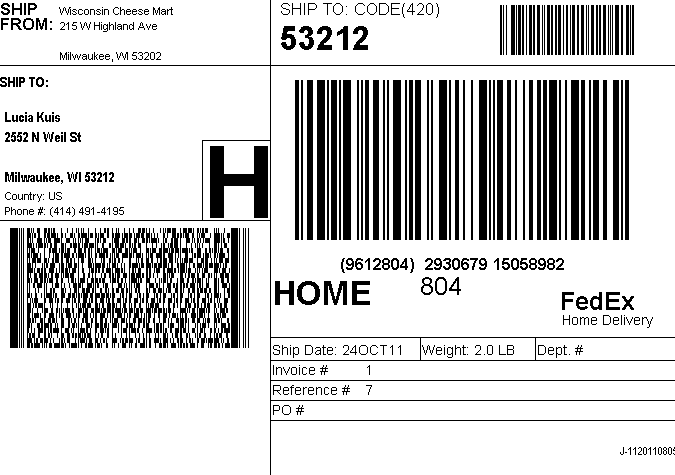 SHIP FROM:
Wisconsin Cheese Mart
215 W Highland Ave
Milwaukee, WI 53202
SHIP TO: CODE(420)
53212
SHIP TO:
Lucia Kuis
2552 N Weil St
Milwaukee, WI 53212
Country: US
Phone #: (414) 491-4195
H
(9612804) 2930679 15058982
HOME
804
FedEx
Home Delivery
Ship Date: 24OCT11 Weight: 2.0 LB Dept. #
Invoice # 1
Reference # 7
PO #
J-1120110805